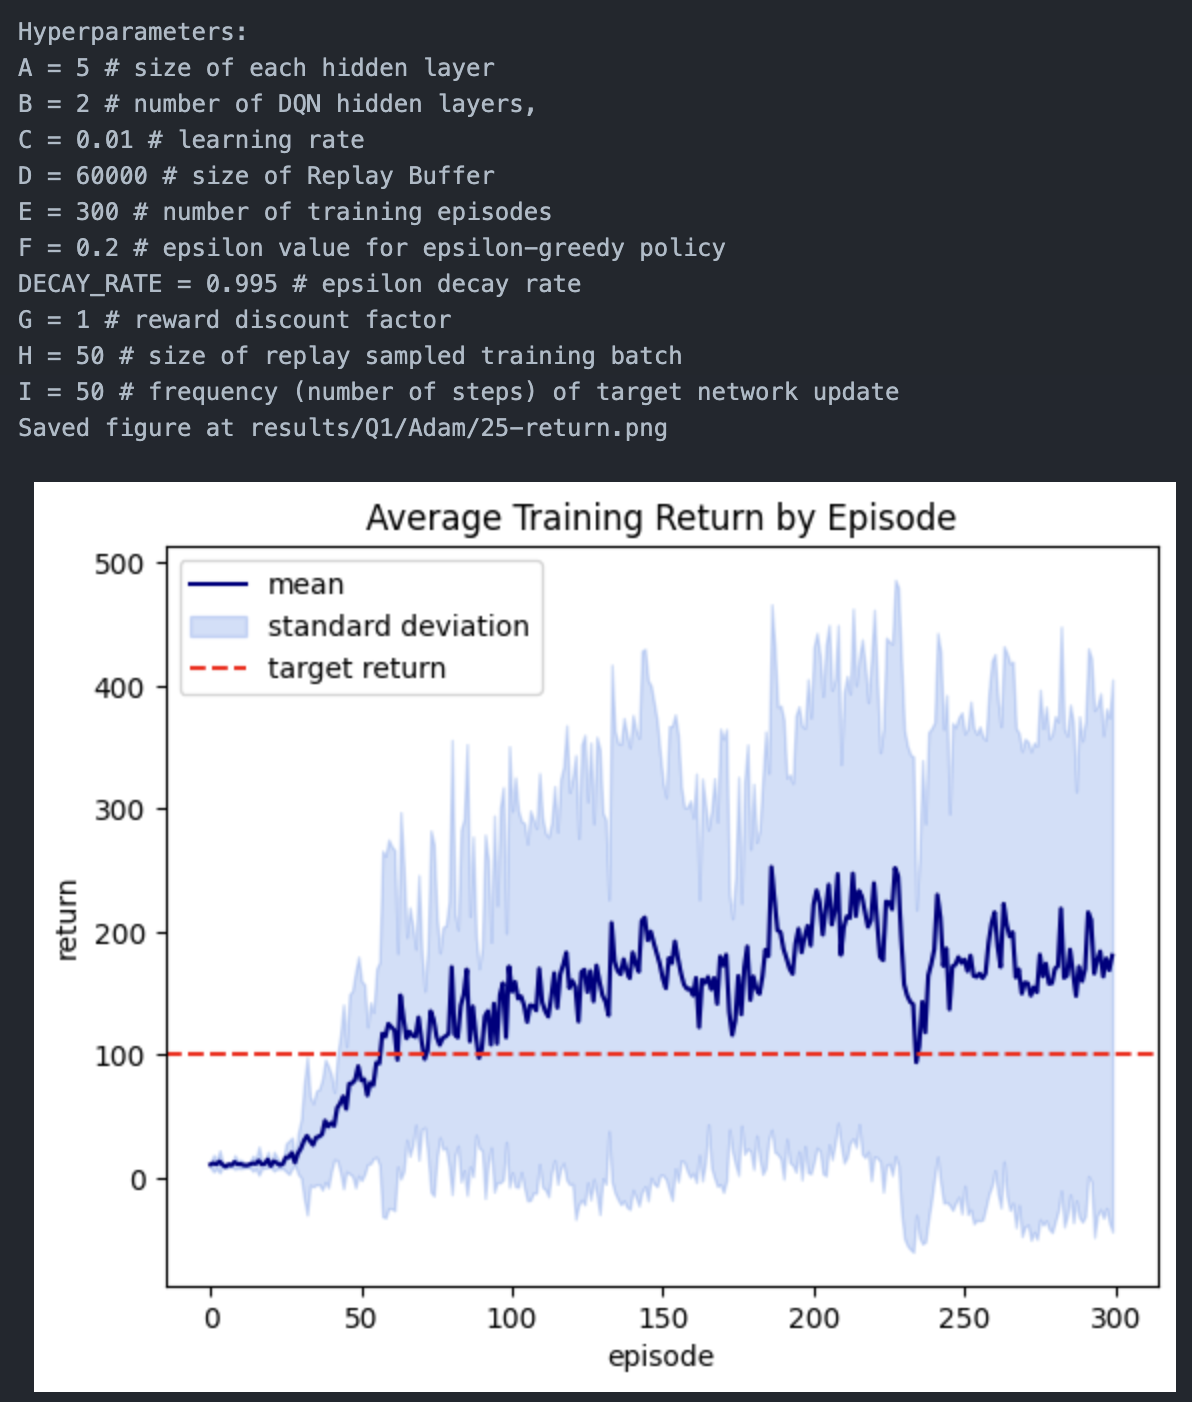 Hyperparameters:
A = 5 # size of each hidden layer
B = 2 # number of DQN hidden layers,
C = 0.01 # learning rate
D = 60000 # size of Replay Buffer
E = 300 # number of training episodes
F = 0.2 # epsilon value for epsilon-greedy policy
DECAY_RATE = 0.995 # epsilon decay rate
G = 1 # reward discount factor
H = 50 # size of replay sampled training batch
I = 50 # frequency (number of steps) of target network update
Saved figure at results/Q1/Adam/25-return.png
Average Training Return by Episode
mean
standard deviation
target return
500
400
300
200
100
0
return
0 50 100 150 200 250 300
episode